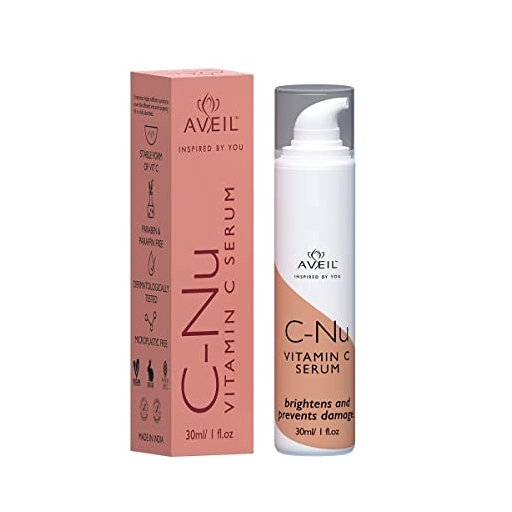 STABLE FORM
OF VIT C
PARABEN &
PARAFFIN FREE
DERMATOLOGICALLY
TESTED
MICROPLASTIC FREE
MADE IN INDIA
AVEIL™
INSPIRED BY YOU
C-Nu
VITAMIN C SERUM
30ml/ 1 fl.oz
AVEIL™
INSPIRED BY YOU
C-Nu
VITAMIN C
SERUM
brightens and
prevents damage
30ml/ 1 fl.oz